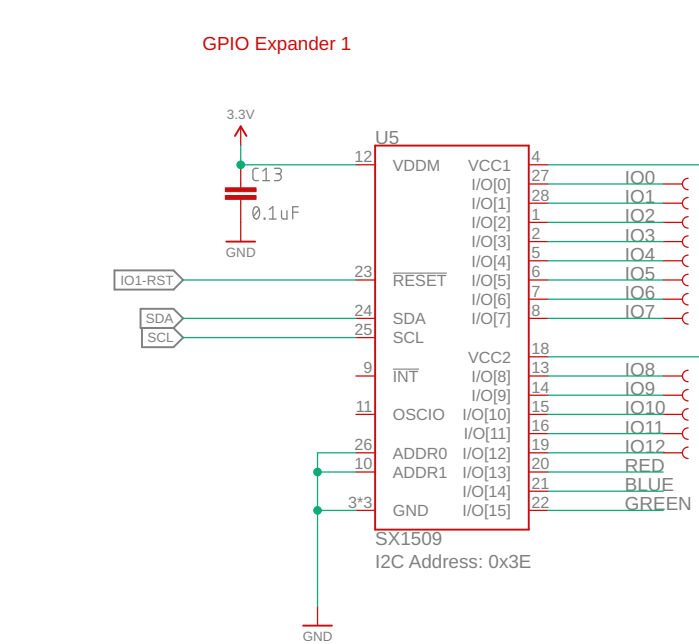 GPIO Expander 1
3.3V
U5
12 VDDM VCC1 4
C13
I/O[0] 27 IO0
I/O[1] 28 IO1
0.1uF
I/O[2] 1 IO2
I/O[3] 2 IO3
GND
I/O[4] 5 IO4
IO1-RST 23 RESET I/O[5] 6 IO5
I/O[6] 7 IO6
SDA 24 SDA I/O[7] 8 IO7
SCL 25 SCL
VCC2 18
9 INT I/O[8] 13 IO8
I/O[9] 14 IO9
11 OSCIO I/O[10] 15 IO10
I/O[11] 16 IO11
26 ADDR0 I/O[12] 19 IO12
10 ADDR1 I/O[13] 20 RED
I/O[14] 21 BLUE
3*3 GND I/O[15] 22 GREEN
SX1509
I2C Address: 0x3E
GND